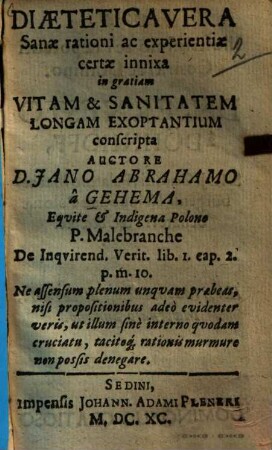 DIÆTETICA VERA
Sanæ rationi ac experientiæ
certæ innixa
in gratiam
VITAM & SANITATEM
LONGAM EXOPTANTIUM
conscripta
AUCTORE
D. JANO ABRAHAMO
â GEHEMA,
Eqvite & Indigena Polono
P. Malebranche
De Inqvirend. Verit. lib. 1. cap. 2.
p. m. 10.
Ne assensum plenum unqvam præbeas,
nisi propositionibus adeò evidenter
veris, ut illum sinè interno qvodam
cruciatu, tacitoq́, rationis murmure
non possis denegare.
SEDINI,
Impensis JOHANN. ADAMI PLENERI
M. DC. XC.
2